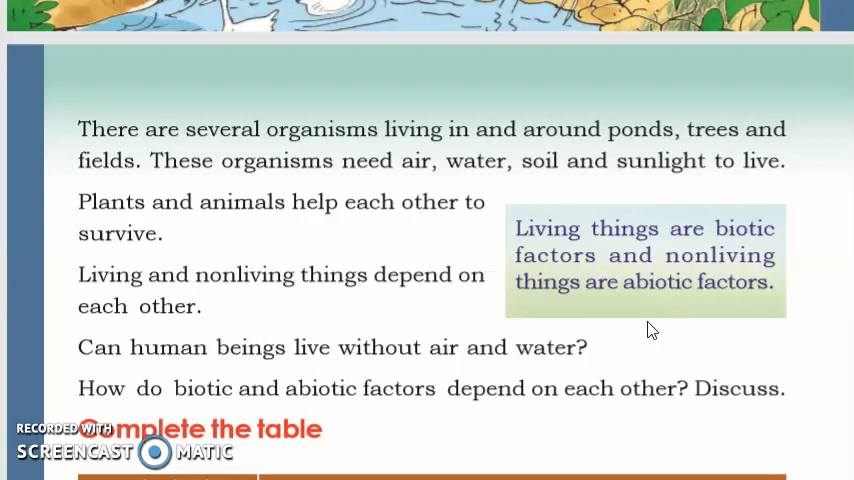 There are several organisms living in and around ponds, trees and
fields. These organisms need air, water, soil and sunlight to live.
Plants and animals help each other to
survive.
Living things are biotic
factors and nonliving
things are abiotic factors.
Living and nonliving things depend on
each other.
Can human beings live without air and water?
How do biotic and abiotic factors depend on each other? Discuss.
Complete the table
RECORDED WITH
SCREENCAST MATIC